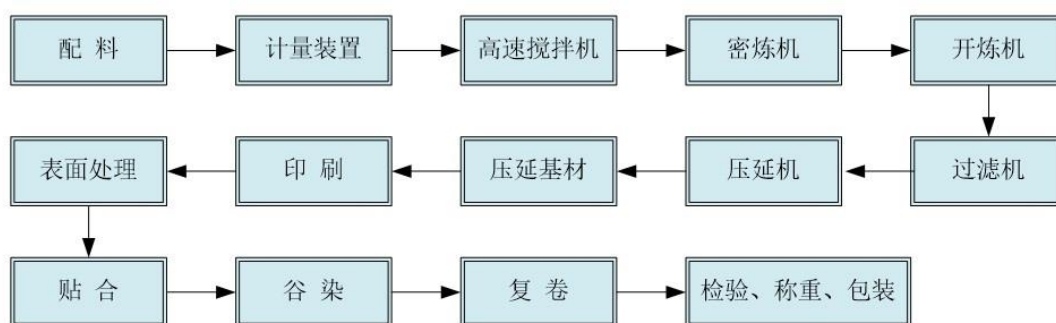 配 料
计量装置
高速搅拌机
密炼机
开炼机
过滤机
压延机
压延基材
印 刷
表面处理
贴 合
谷 染
复 卷
检验、称重、包装